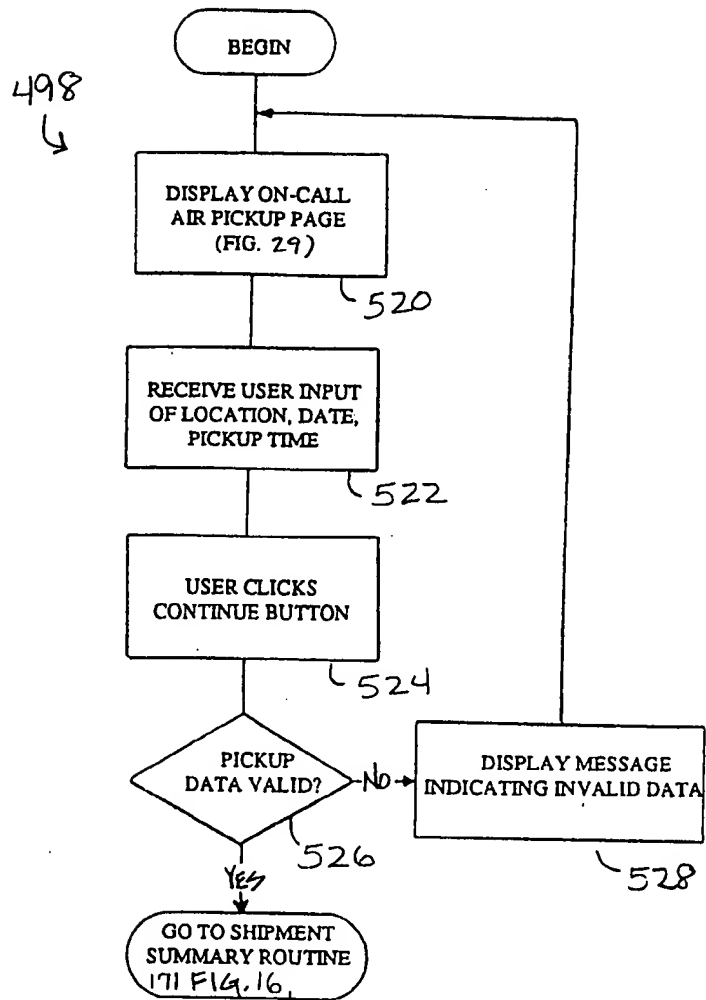 BEGIN
498
DISPLAY ON-CALL
AIR PICKUP PAGE
(FIG. 29)
520
RECEIVE USER INPUT
OF LOCATION, DATE,
PICKUP TIME
522
USER CLICKS
CONTINUE BUTTON
524
PICKUP
DATA VALID?
526
NO
DISPLAY MESSAGE
INDICATING INVALID DATA
528
YES
GO TO SHIPMENT
SUMMARY ROUTINE
171 FIG. 16